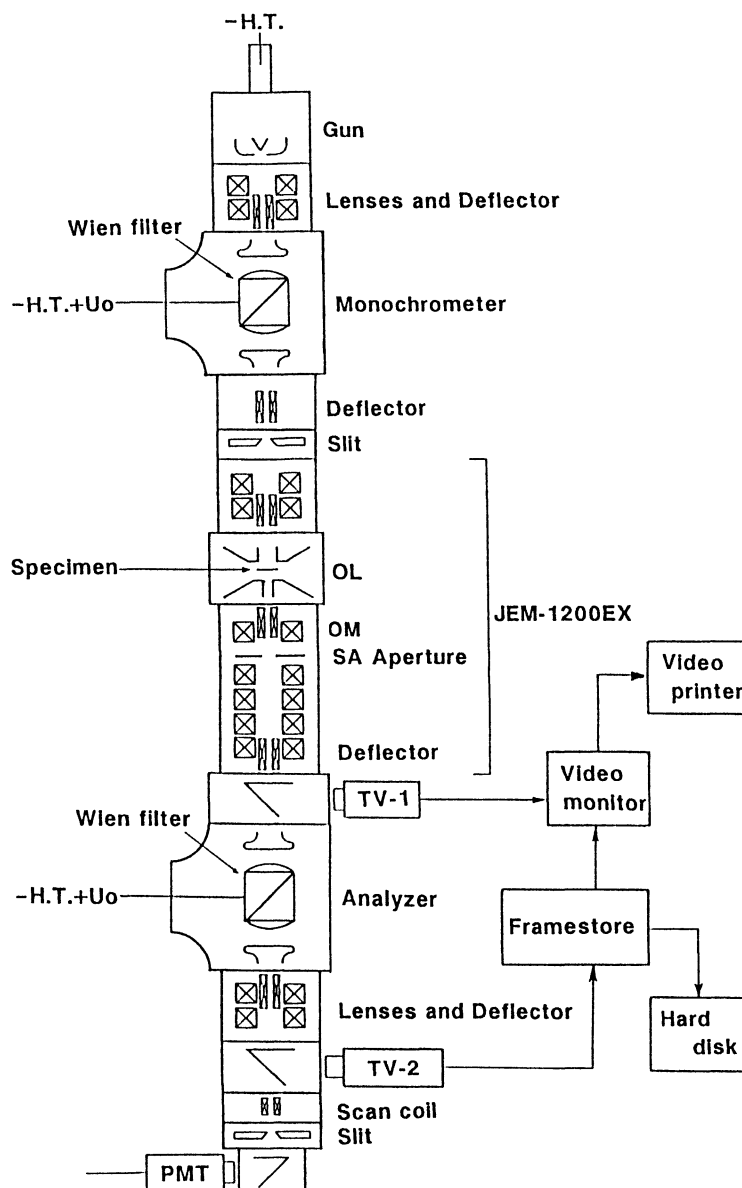 −H.T.
Gun
Lenses and Deflector
Wien filter
−H.T.+Uo
Monochrometer
Deflector
Slit
Specimen
OL
JEM-1200EX
OM
SA Aperture
Video
printer
Deflector
Video
monitor
TV-1
Wien filter
−H.T.+Uo
Analyzer
Framestore
Lenses and Deflector
Hard
disk
TV-2
Scan coil
Slit
PMT